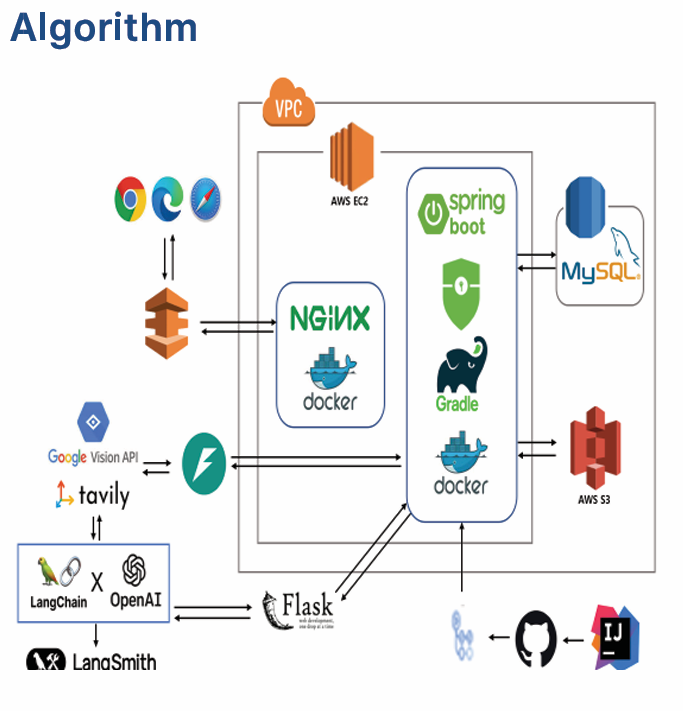 Algorithm
VPC
AWS EC2
spring
boot
MySQL
NGINX
docker
Gradle
docker
Google Vision API
tavily
AWS S3
LangChain
X
OpenAI
Flask
web development,
one drop at a time
LangSmith
IJ